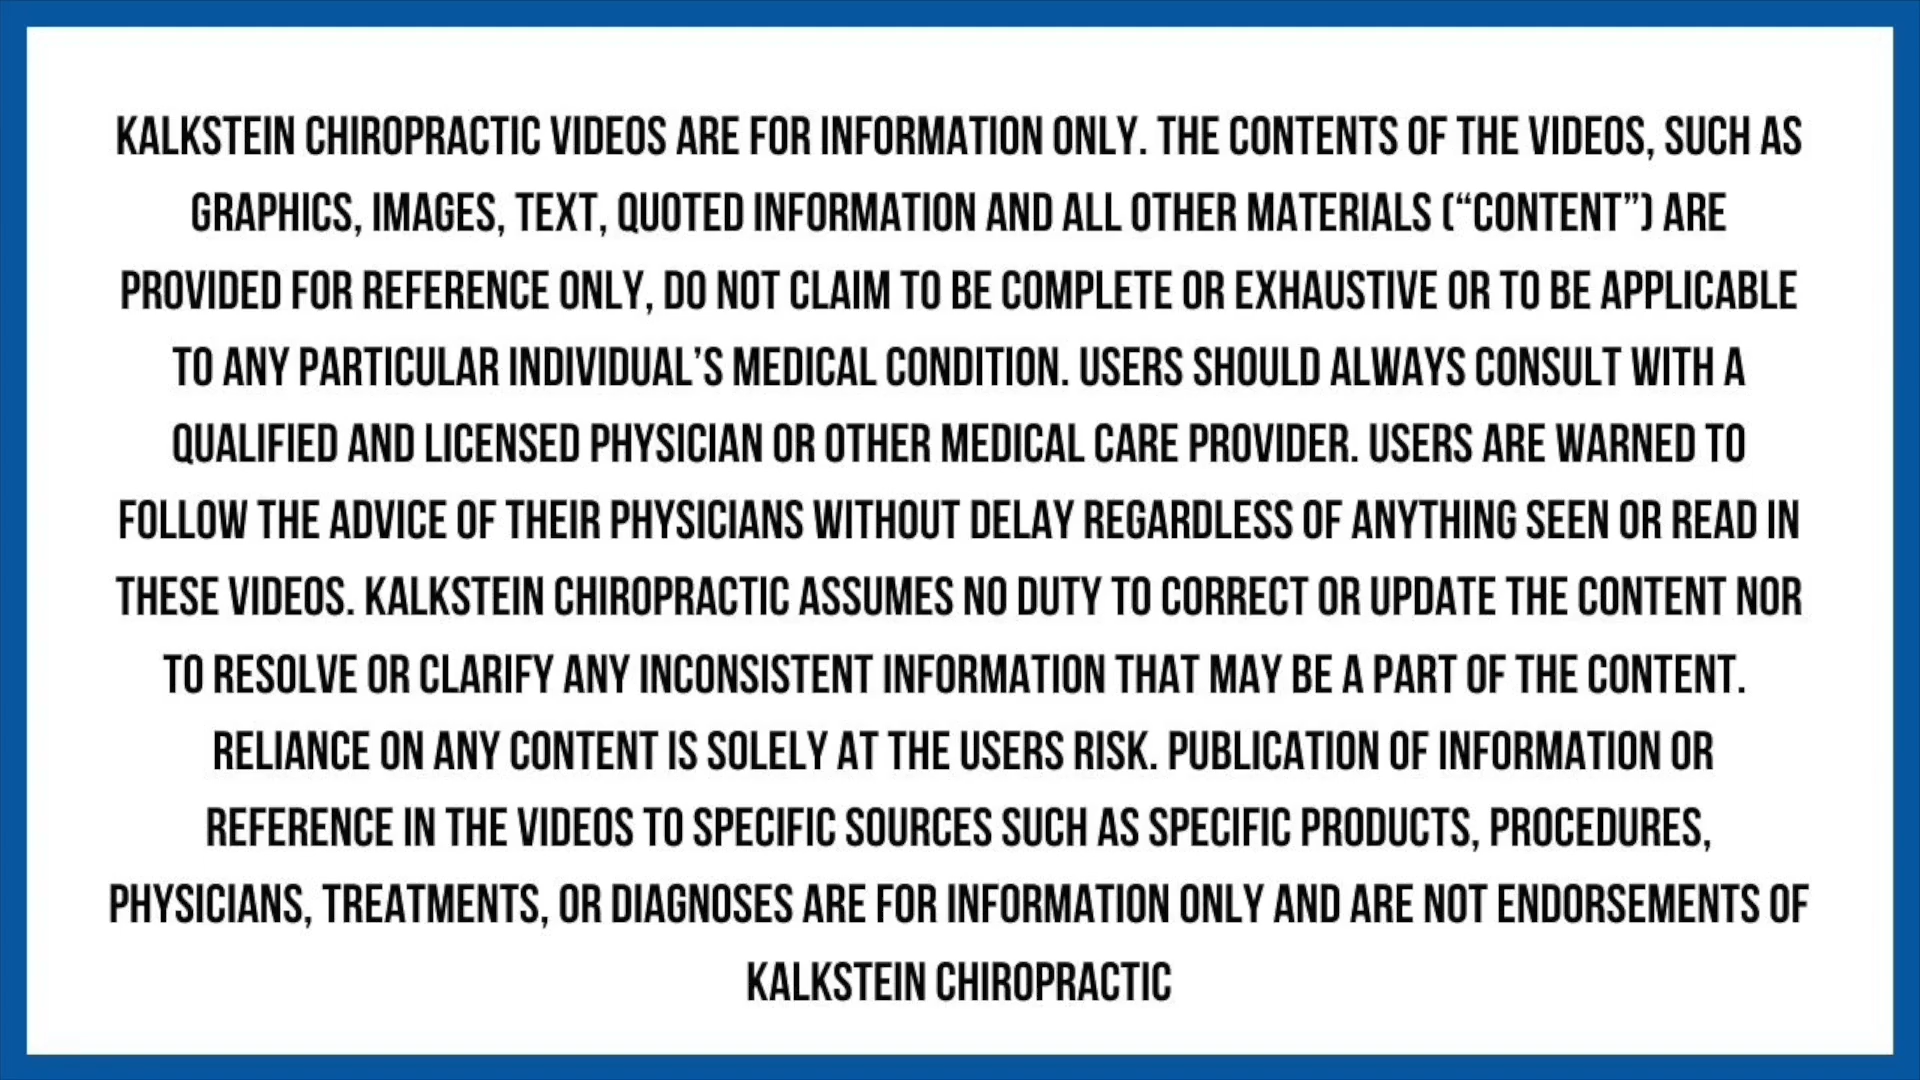 KALKSTEIN CHIROPRACTIC VIDEOS ARE FOR INFORMATION ONLY. THE CONTENTS OF THE VIDEOS, SUCH AS
GRAPHICS, IMAGES, TEXT, QUOTED INFORMATION AND ALL OTHER MATERIALS (“CONTENT”) ARE
PROVIDED FOR REFERENCE ONLY, DO NOT CLAIM TO BE COMPLETE OR EXHAUSTIVE OR TO BE APPLICABLE
TO ANY PARTICULAR INDIVIDUAL’S MEDICAL CONDITION. USERS SHOULD ALWAYS CONSULT WITH A
QUALIFIED AND LICENSED PHYSICIAN OR OTHER MEDICAL CARE PROVIDER. USERS ARE WARNED TO
FOLLOW THE ADVICE OF THEIR PHYSICIANS WITHOUT DELAY REGARDLESS OF ANYTHING SEEN OR READ IN
THESE VIDEOS. KALKSTEIN CHIROPRACTIC ASSUMES NO DUTY TO CORRECT OR UPDATE THE CONTENT NOR
TO RESOLVE OR CLARIFY ANY INCONSISTENT INFORMATION THAT MAY BE A PART OF THE CONTENT.
RELIANCE ON ANY CONTENT IS SOLELY AT THE USERS RISK. PUBLICATION OF INFORMATION OR
REFERENCE IN THE VIDEOS TO SPECIFIC SOURCES SUCH AS SPECIFIC PRODUCTS, PROCEDURES,
PHYSICIANS, TREATMENTS, OR DIAGNOSES ARE FOR INFORMATION ONLY AND ARE NOT ENDORSEMENTS OF
KALKSTEIN CHIROPRACTIC